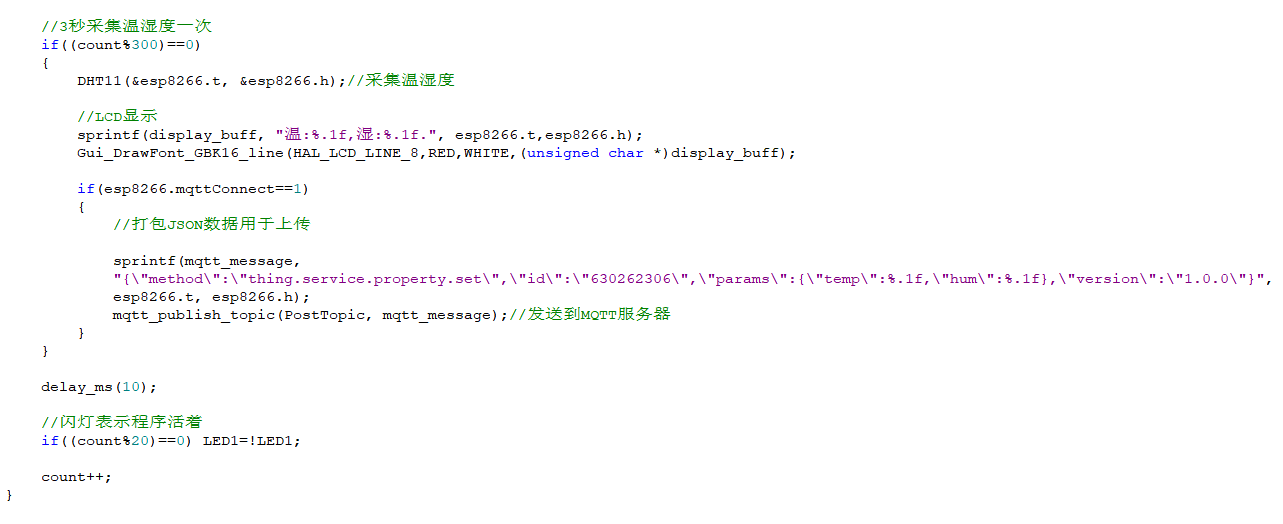 //3秒采集温湿度一次
if((count%300)==0)
{
DHT11(&esp8266.t, &esp8266.h);//采集温湿度
//LCD显示
sprintf(display_buff, "温:%.1f,湿:%.1f.", esp8266.t,esp8266.h);
Gui_DrawFont_GBK16_line(HAL_LCD_LINE_8,RED,WHITE,(unsigned char *)display_buff);
if(esp8266.mqttConnect==1)
{
//打包JSON数据用于上传
sprintf(mqtt_message,
"{\"method\":\"thing.service.property.set\",\"id\":\"630262306\",\"params\":{\"temp\":%.1f,\"hum\":%.1f},\"version\":\"1.0.0\"}",
esp8266.t, esp8266.h);
mqtt_publish_topic(PostTopic, mqtt_message);//发送到MQTT服务器
}
}
delay_ms(10);
//闪灯表示程序活着
if((count%20)==0) LED1=!LED1;
count++;
}